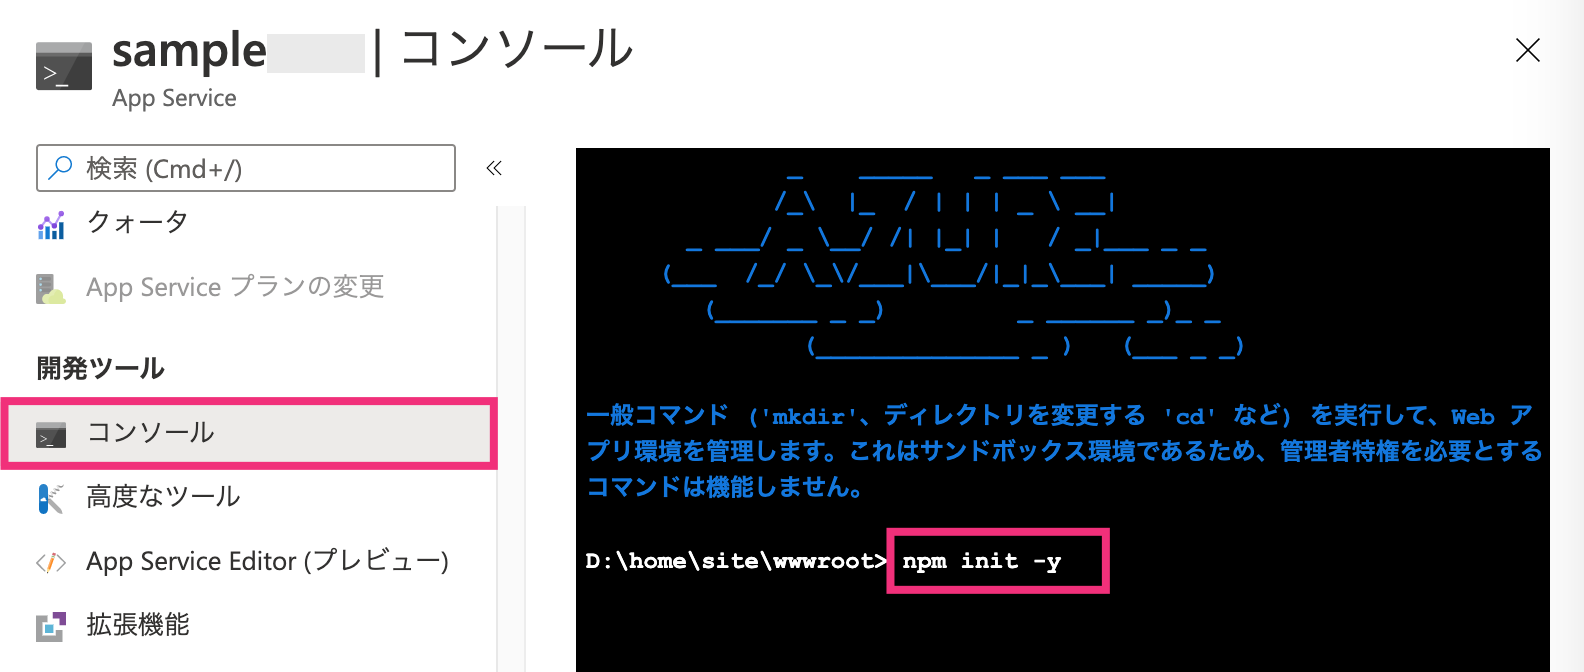 sample | コンソール
App Service
検索 (Cmd+/)
«
クォータ
App Service プランの変更
開発ツール
コンソール
高度なツール
App Service Editor (プレビュー)
拡張機能
一般コマンド ('mkdir'、ディレクトリを変更する 'cd' など) を実行して、Web ア
プリ環境を管理します。これはサンドボックス環境であるため、管理者特権を必要とする
コマンドは機能しません。
D:\home\site\wwwroot> npm init -y